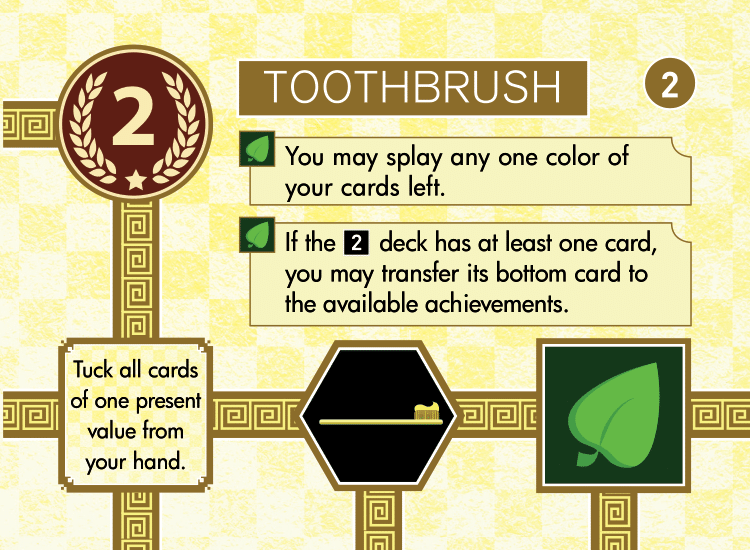 2
TOOTHBRUSH
2
You may splay any one color of
your cards left.
If the 2 deck has at least one card,
you may transfer its bottom card to
the available achievements.
Tuck all cards
of one present
value from
your hand.